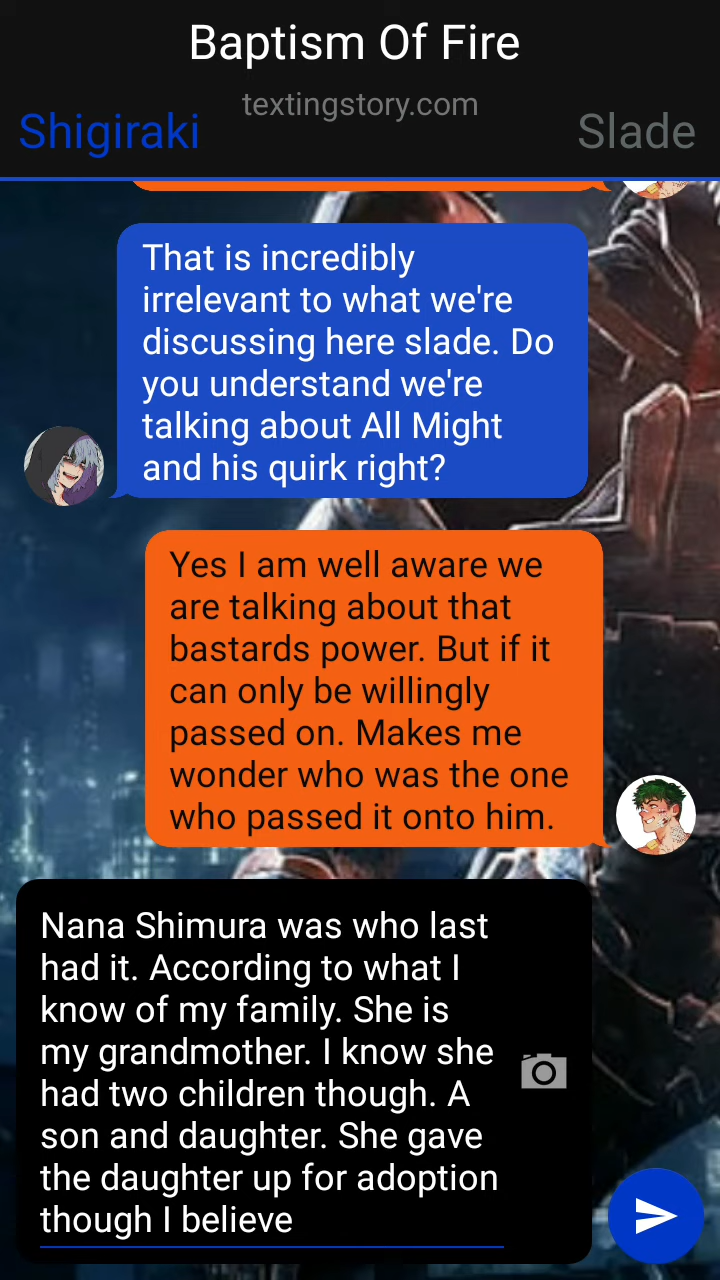 Baptism Of Fire
textingstory.com
Shigiraki
Slade
That is incredibly
irrelevant to what we're
discussing here slade. Do
you understand we're
talking about All Might
and his quirk right?
Yes I am well aware we
are talking about that
bastards power. But if it
can only be willingly
passed on. Makes me
wonder who was the one
who passed it onto him.
Nana Shimura was who last
had it. According to what I
know of my family. She is
my grandmother. I know she
had two children though. A
son and daughter. She gave
the daughter up for adoption
though I believe